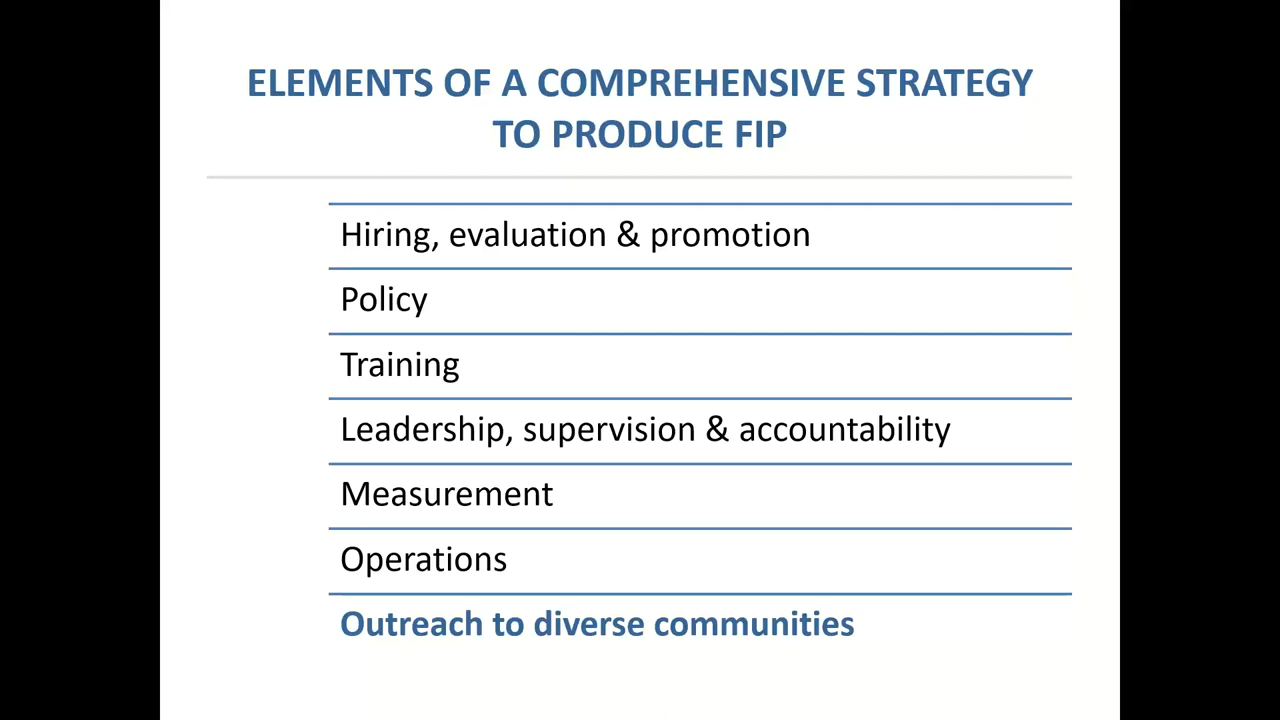 ELEMENTS OF A COMPREHENSIVE STRATEGY
TO PRODUCE FIP
Hiring, evaluation & promotion
Policy
Training
Leadership, supervision & accountability
Measurement
Operations
Outreach to diverse communities